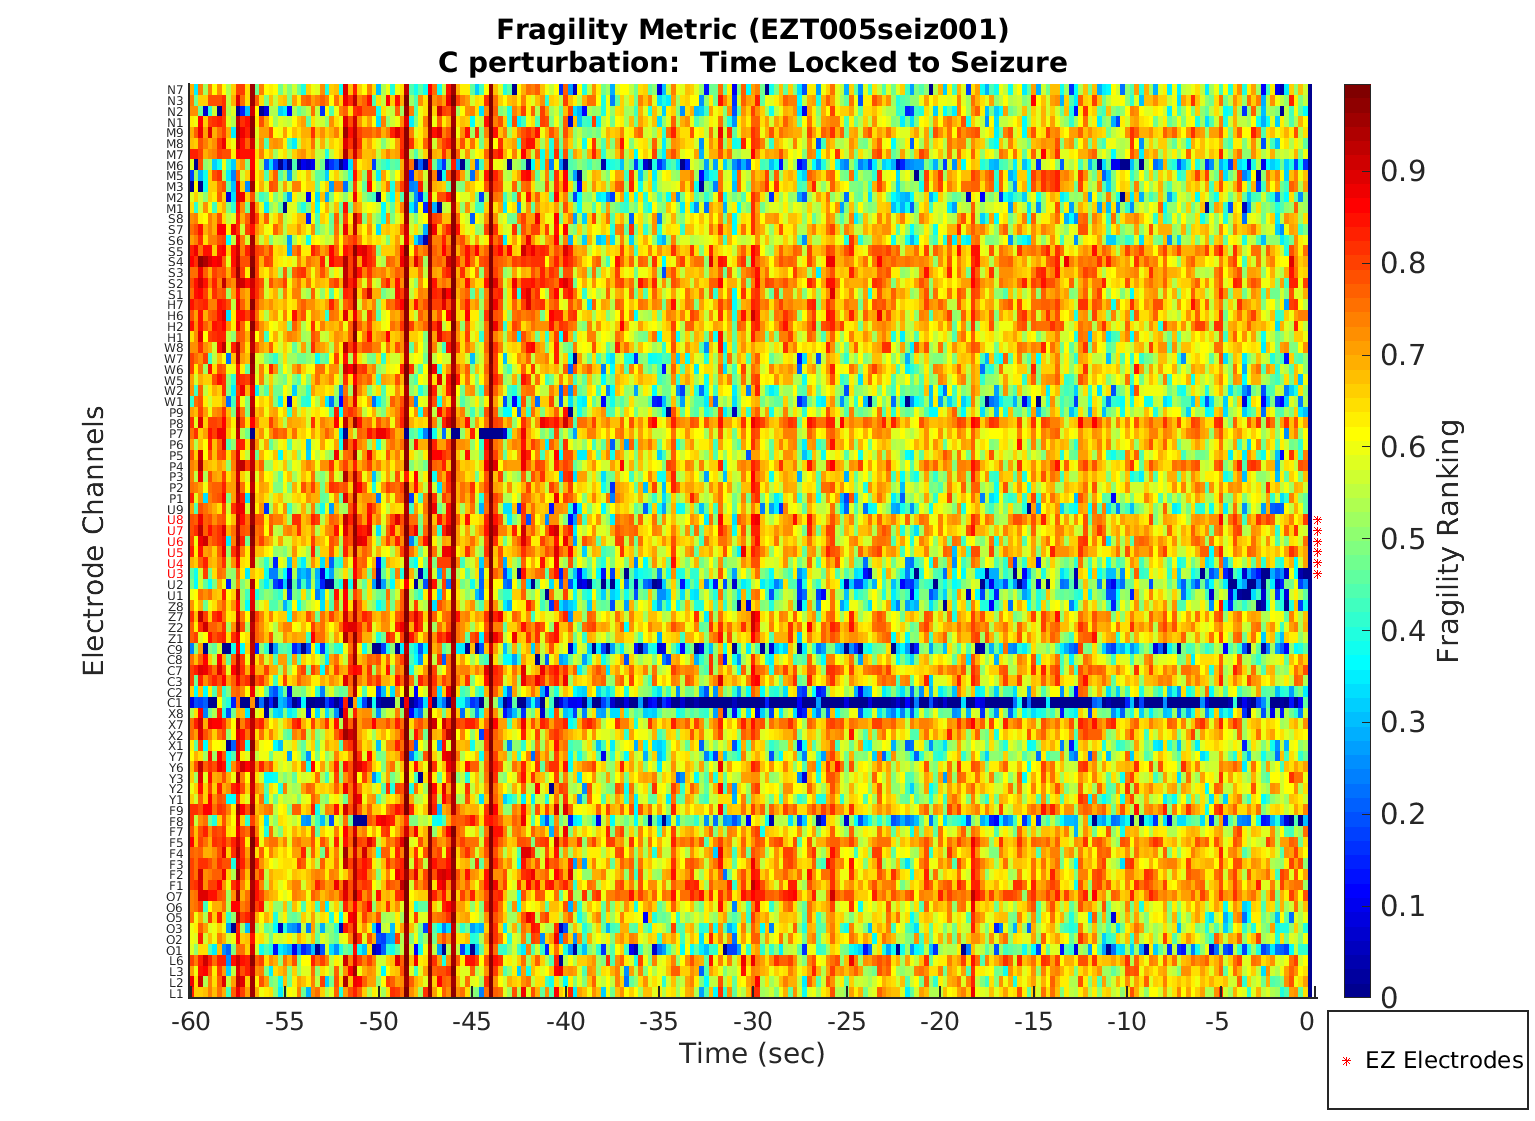 Fragility Metric (EZT005seiz001)
C perturbation:  Time Locked to Seizure
Electrode Channels
N7
N3
N2
N1
M9
M8
M7
M6
M5
M3
M2
M1
S8
S7
S6
S5
S4
S3
S2
S1
H7
H6
H2
H1
W8
W7
W6
W5
W2
W1
P9
P8
P7
P6
P5
P4
P3
P2
P1
U9
U8
U7
U6
U5
U4
U3
U2
U1
Z8
Z7
Z2
Z1
C9
C8
C7
C3
C2
C1
X8
X7
X2
X1
Y7
Y6
Y3
Y2
Y1
F9
F8
F7
F5
F4
F3
F2
F1
O7
O6
O5
O3
O2
O1
L6
L3
L2
L1
-60 -55 -50 -45 -40 -35 -30 -25 -20 -15 -10 -5 0
Time (sec)
0.9
0.8
0.7
0.6
0.5
0.4
0.3
0.2
0.1
0
Fragility Ranking
* EZ Electrodes